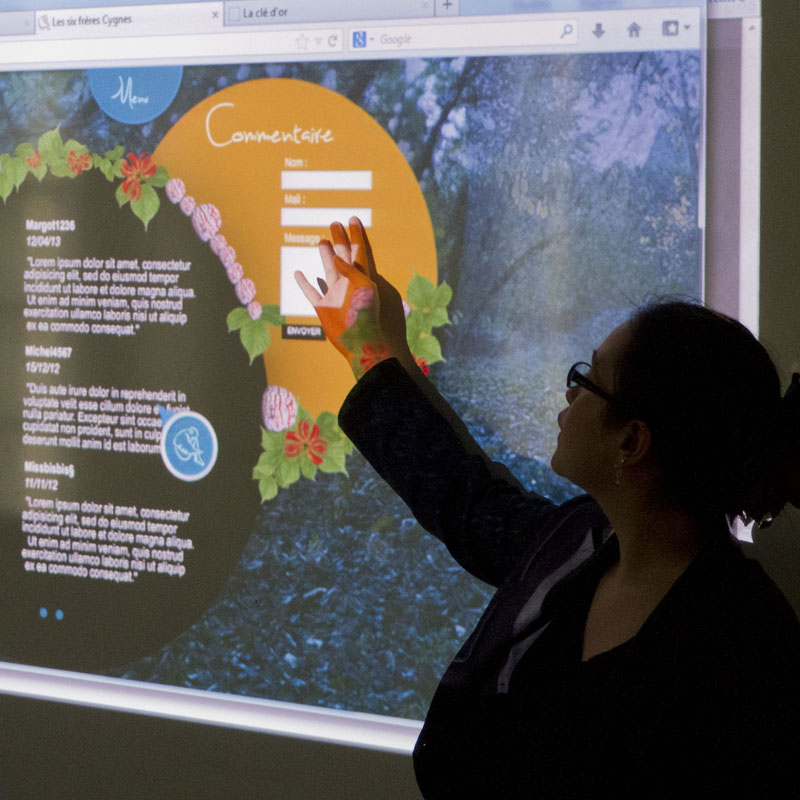 Les six frères Cygnes
La clé d'or
Google
Menu
Commentaire
Nom :
Mail :
Message :
ENVOYER
Margot1236
12/04/13
"Lorem ipsum dolor sit amet, consectetur
adipisicing elit, sed do eiusmod tempor
incididunt ut labore et dolore magna aliqua.
Ut enim ad minim veniam, quis nostrud
exercitation ullamco laboris nisi ut aliquip
ex ea commodo consequat."
Michel4567
15/12/12
"Duis aute irure dolor in reprehenderit in
voluptate velit esse cillum dolore
nulla pariatur. Excepteur sint
cupidatat non proident, sunt in
deserunt mollit anim id est laborum
Missbisbis§
11/11/12
"Lorem ipsum dolor sit amet, consectetur
adipisicing elit, sed do eiusmod tempor
incididunt ut labore et dolore magna aliqua.
Ut enim ad minim veniam, quis nostrud
exercitation ullamco laboris nisi ut aliquip
ex ea commodo consequat."